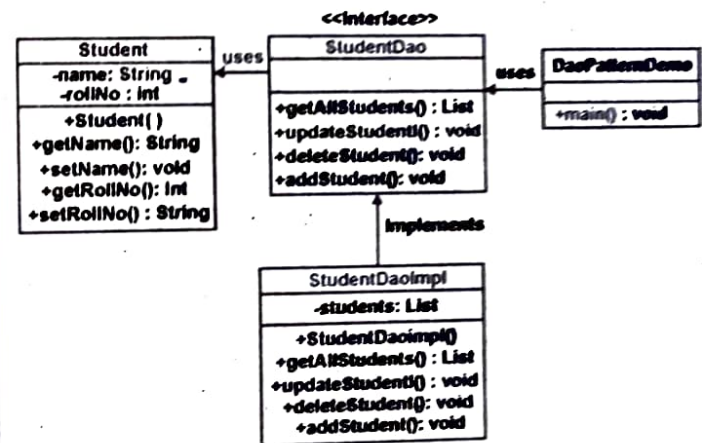 <<Interface>>
Student
-name: String
-rollNo : int
+Student( )
+getName(): String
+setName(): void
+getRollNo(): Int
+setRollNo() : String
uses
StudentDao
+getAllStudents() : List
+updateStudent() : void
+deleteStudent(): void
+addStudent(): void
uses
DaoPatternDemo
+main() : void
Implements
StudentDaoImpl
-students: List
+StudentDaoimpl()
+getAllStudents() : List
+updateStudent() : void
+deleteStudent(): void
+addStudent(): void